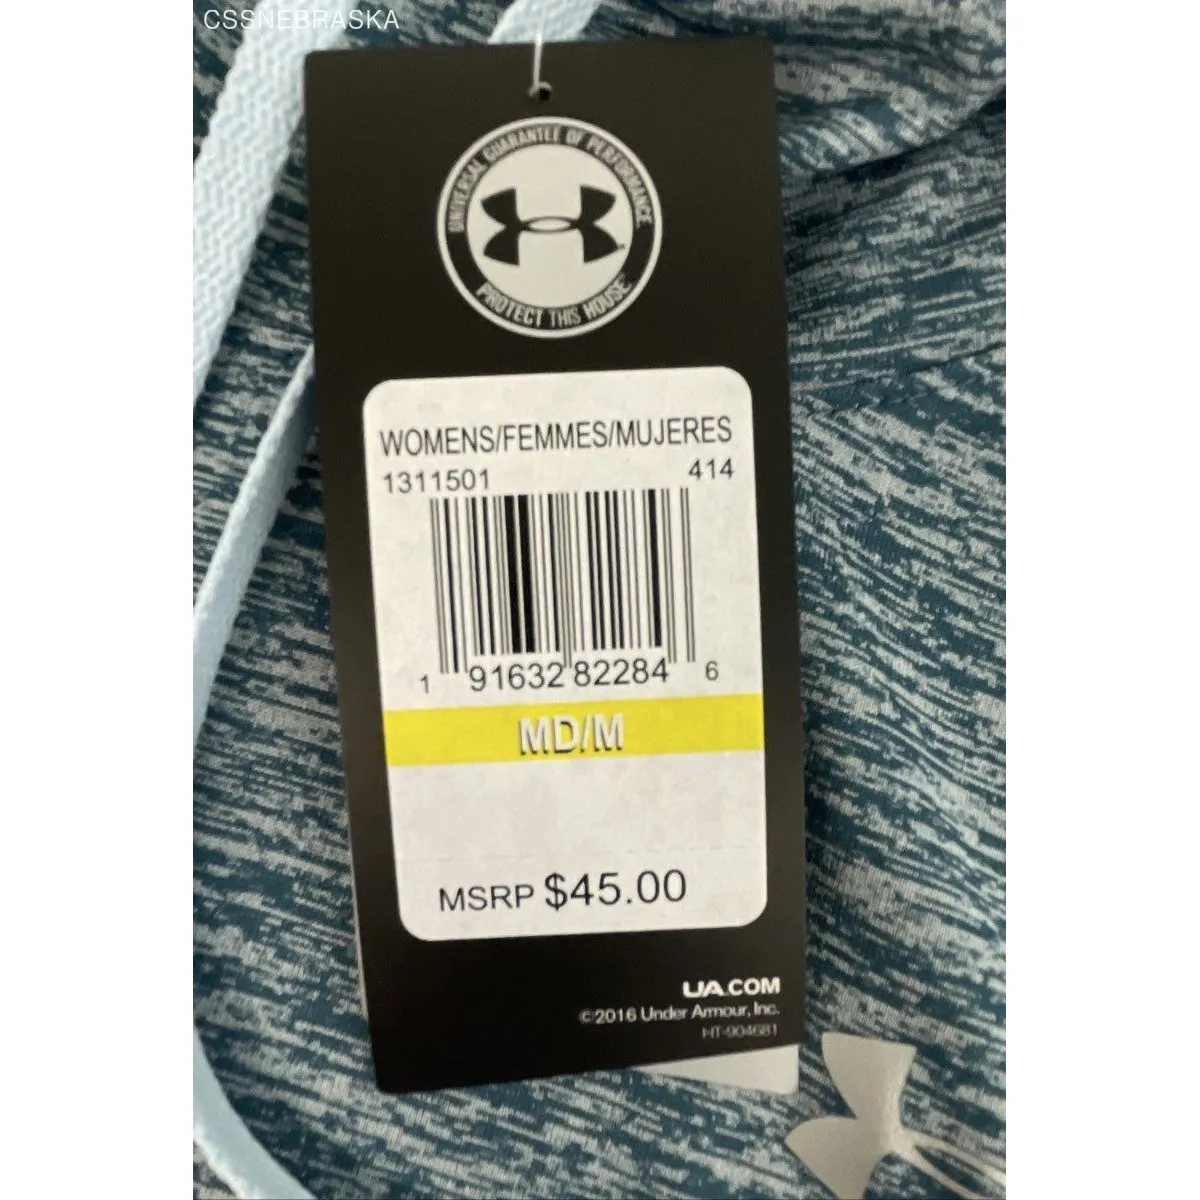 CSSNEBRASKA
UNIVERSAL GUARANTEE OF PERFORMANCE
PROTECT THIS HOUSE
WOMENS/FEMMES/MUJERES
1311501 414
1 91632 82284 6
MD/M
MSRP $45.00
UA.COM
©2016 Under Armour, Inc.
HT-904681